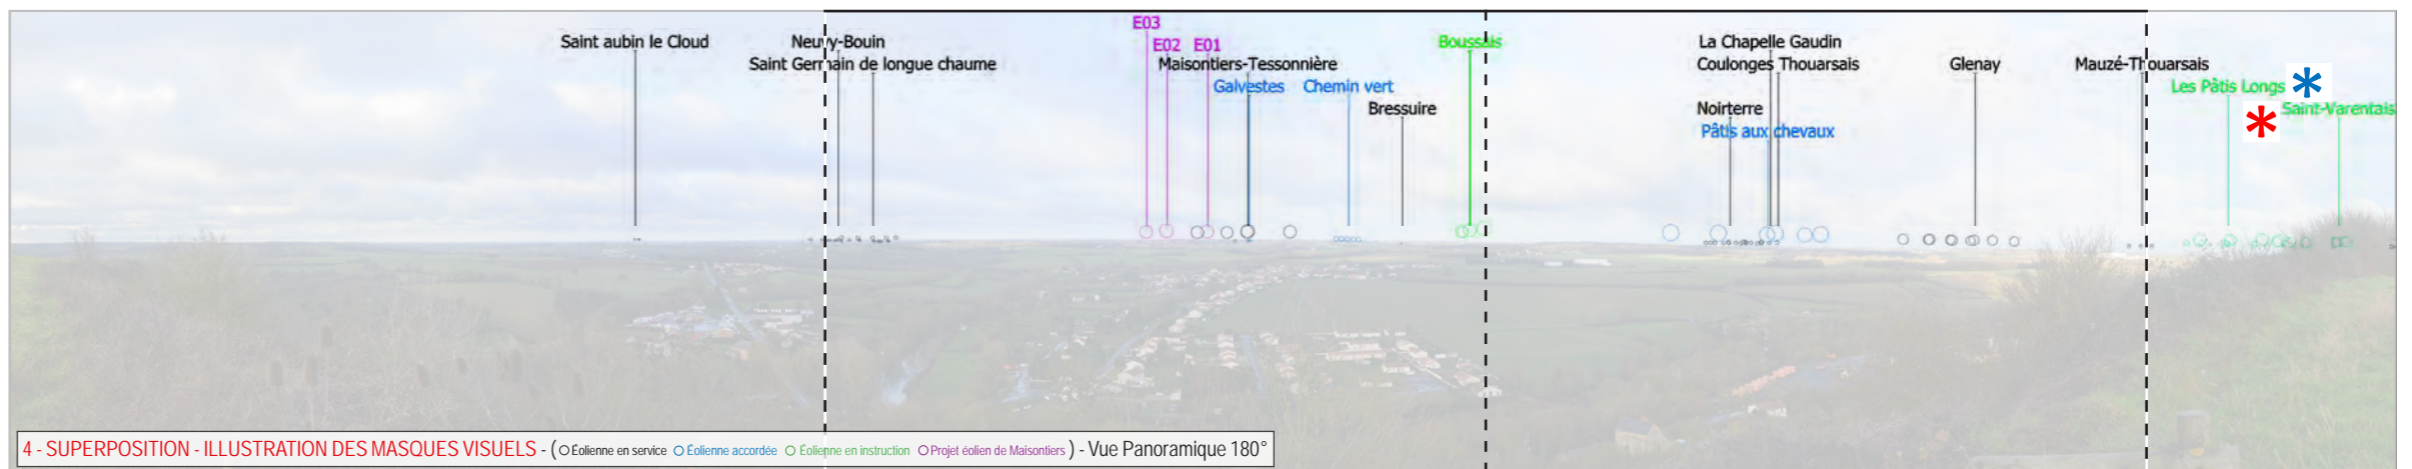 E03
Saint aubin le Cloud
Neuvy-Bouin
E02 E01
Boussais
La Chapelle Gaudin
Saint Germain de longue chaume
Maisontiers-Tessonnière
Coulonges Thouarsais
Glenay
Mauzé-Thouarsais
Galvestes
Chemin vert
Les Pâtis Longs *
Bressuire
Noirterre
* Saint-Varentais
Pâtis aux chevaux
4 - SUPERPOSITION - ILLUSTRATION DES MASQUES VISUELS - ( Éolienne en service Éolienne accordée Éolienne en instruction Projet éolien de Maisontiers ) - Vue Panoramique 180°